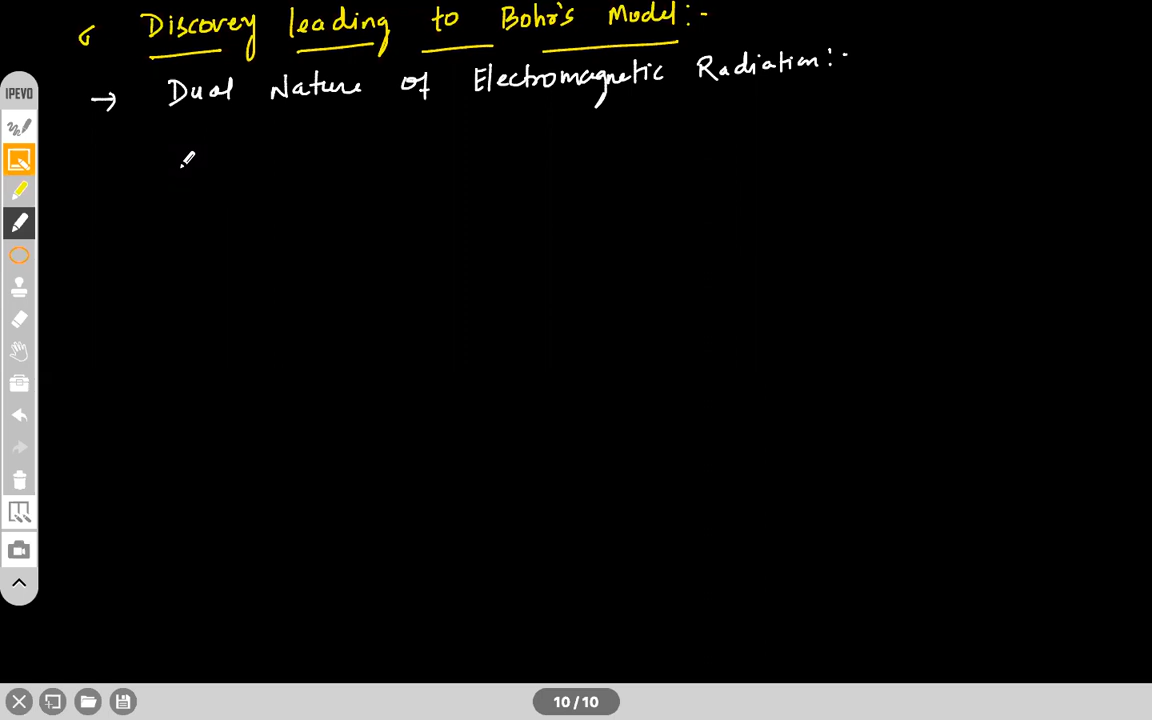 Discovery leading to Bohr's Model:-
→ Dual Nature of Electromagnetic Radiation:-
IPEVO
10/10